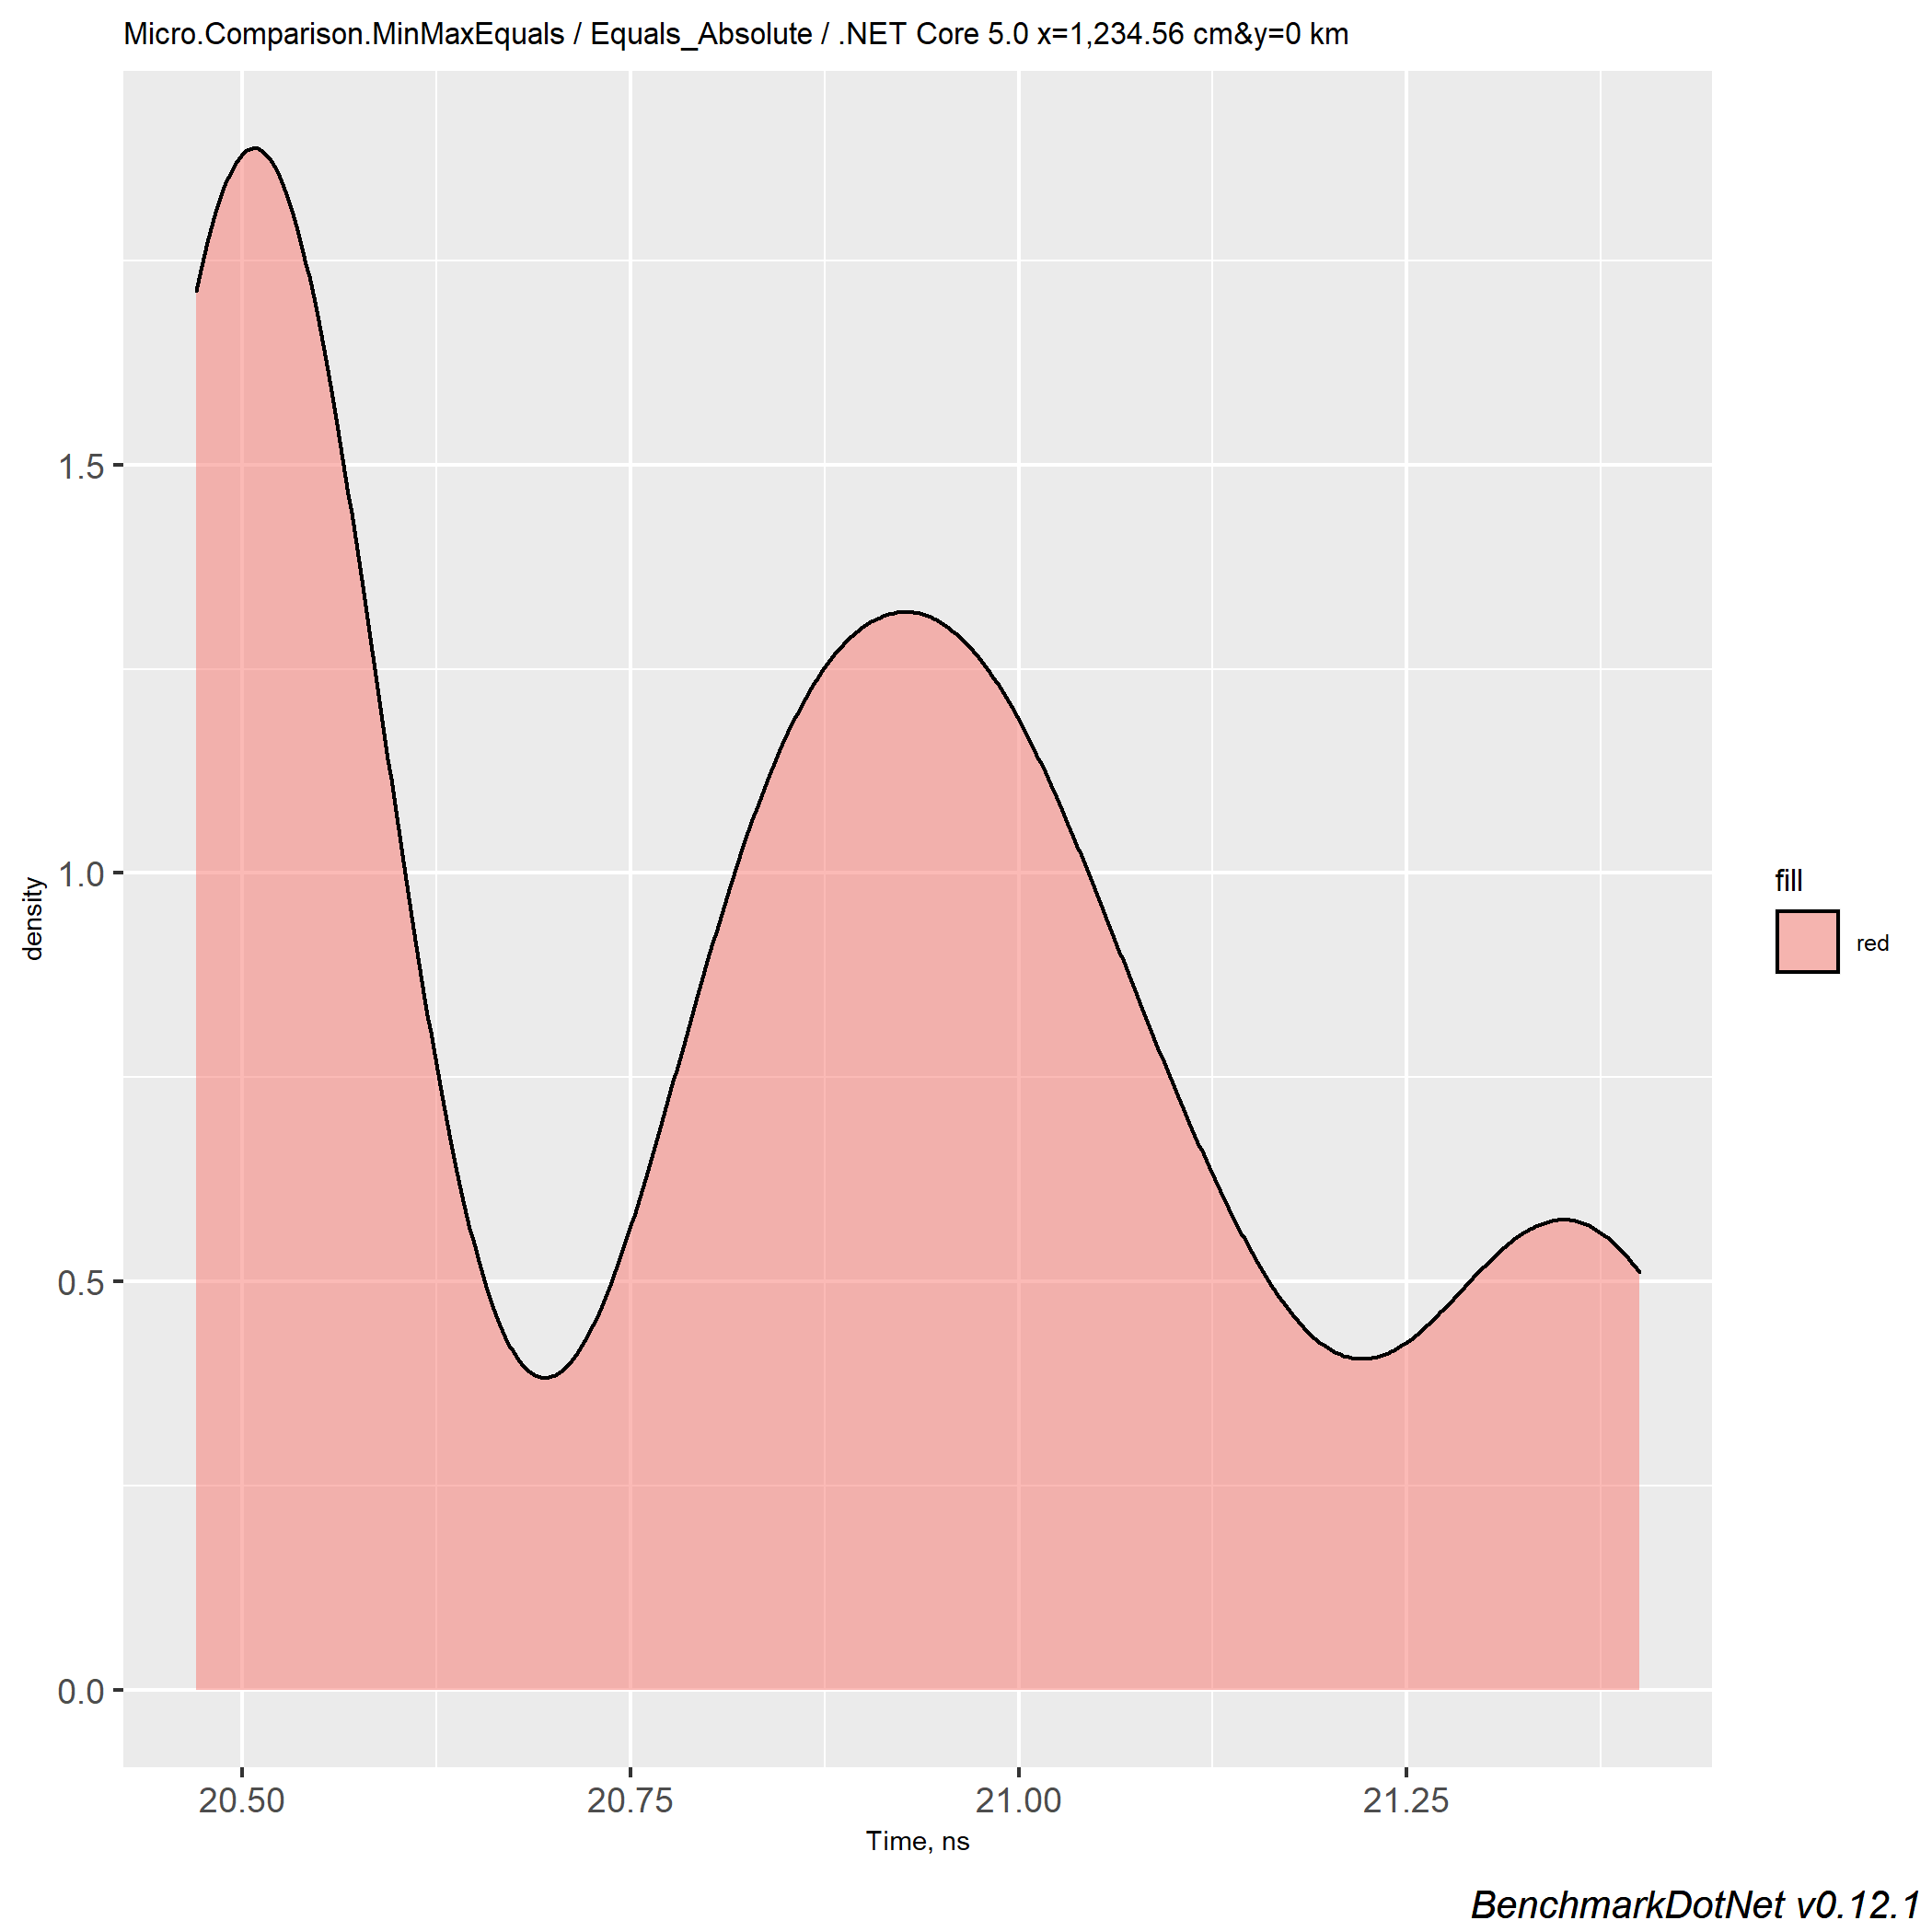 Micro.Comparison.MinMaxEquals / Equals_Absolute / .NET Core 5.0 x=1,234.56 cm&y=0 km
density
1.5
1.0
0.5
0.0
20.50 20.75 21.00 21.25
Time, ns
fill
red
BenchmarkDotNet v0.12.1